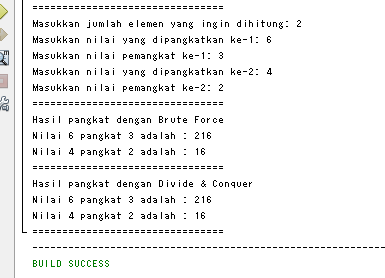 ================================
Masukkan jumlah elemen yang ingin dihitung: 2
Masukkan nilai yang dipangkatkan ke-1: 6
Masukkan nilai pemangkat ke-1: 3
Masukkan nilai yang dipangkatkan ke-2: 4
Masukkan nilai pemangkat ke-2: 2
================================
Hasil pangkat dengan Brute Force
Nilai 6 pangkat 3 adalah : 216
Nilai 4 pangkat 2 adalah : 16
================================
Hasil pangkat dengan Divide & Conquer
Nilai 6 pangkat 3 adalah : 216
Nilai 4 pangkat 2 adalah : 16
================================
------------------------------------------------------------
BUILD SUCCESS